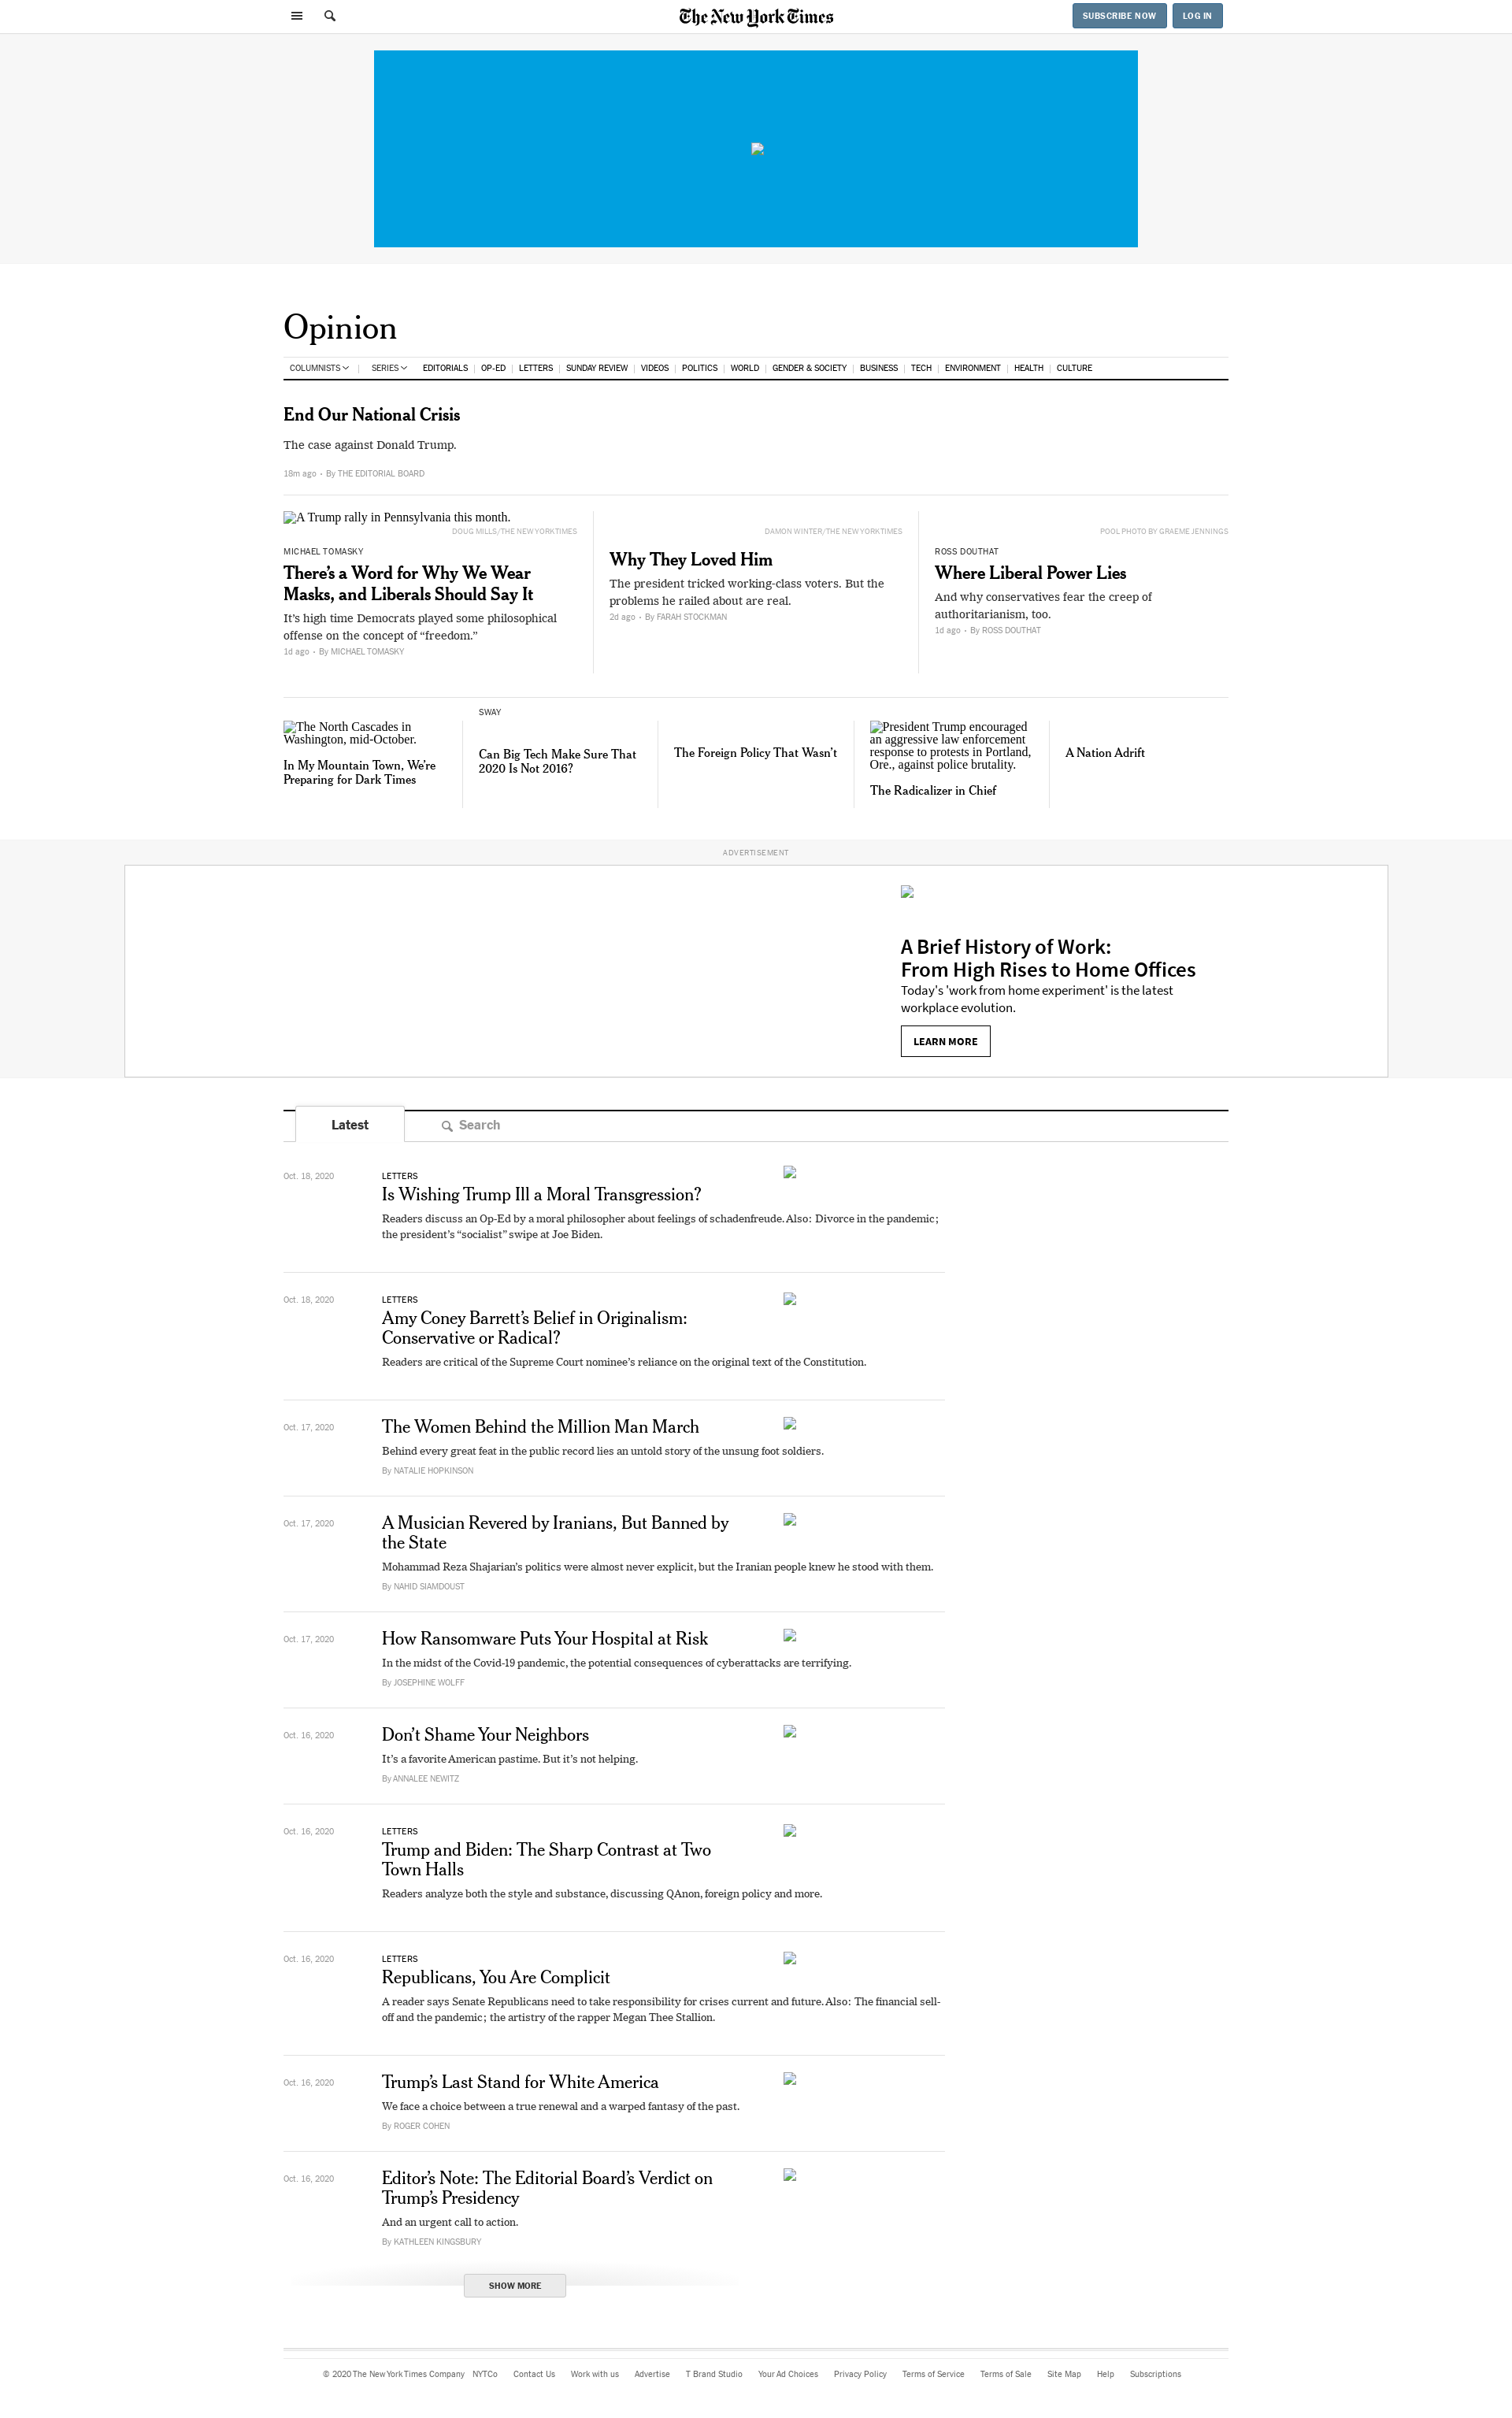 The New York Times
SUBSCRIBE NOW
LOG IN
Opinion
COLUMNISTS
SERIES
EDITORIALS
OP-ED
LETTERS
SUNDAY REVIEW
VIDEOS
POLITICS
WORLD
GENDER & SOCIETY
BUSINESS
TECH
ENVIRONMENT
HEALTH
CULTURE
End Our National Crisis
The case against Donald Trump.
18m ago • By THE EDITORIAL BOARD
A Trump rally in Pennsylvania this month.
DOUG MILLS/THE NEW YORK TIMES
MICHAEL TOMASKY
There’s a Word for Why We Wear
Masks, and Liberals Should Say It
It’s high time Democrats played some philosophical
offense on the concept of “freedom.”
1d ago • By MICHAEL TOMASKY
DAMON WINTER/THE NEW YORK TIMES
Why They Loved Him
The president tricked working-class voters. But the
problems he railed about are real.
2d ago • By FARAH STOCKMAN
POOL PHOTO BY GRAEME JENNINGS
ROSS DOUTHAT
Where Liberal Power Lies
And why conservatives fear the creep of
authoritarianism, too.
1d ago • By ROSS DOUTHAT
The North Cascades in
Washington, mid-October.
In My Mountain Town, We’re
Preparing for Dark Times
SWAY
Can Big Tech Make Sure That
2020 Is Not 2016?
The Foreign Policy That Wasn’t
President Trump encouraged
an aggressive law enforcement
response to protests in Portland,
Ore., against police brutality.
The Radicalizer in Chief
A Nation Adrift
ADVERTISEMENT
A Brief History of Work:
From High Rises to Home Offices
Today's 'work from home experiment' is the latest
workplace evolution.
LEARN MORE
Latest
Search
Oct. 18, 2020
LETTERS
Is Wishing Trump Ill a Moral Transgression?
Readers discuss an Op-Ed by a moral philosopher about feelings of schadenfreude. Also: Divorce in the pandemic;
the president’s “socialist” swipe at Joe Biden.
Oct. 18, 2020
LETTERS
Amy Coney Barrett’s Belief in Originalism:
Conservative or Radical?
Readers are critical of the Supreme Court nominee’s reliance on the original text of the Constitution.
Oct. 17, 2020
The Women Behind the Million Man March
Behind every great feat in the public record lies an untold story of the unsung foot soldiers.
By NATALIE HOPKINSON
Oct. 17, 2020
A Musician Revered by Iranians, But Banned by
the State
Mohammad Reza Shajarian’s politics were almost never explicit, but the Iranian people knew he stood with them.
By NAHID SIAMDOUST
Oct. 17, 2020
How Ransomware Puts Your Hospital at Risk
In the midst of the Covid-19 pandemic, the potential consequences of cyberattacks are terrifying.
By JOSEPHINE WOLFF
Oct. 16, 2020
Don’t Shame Your Neighbors
It’s a favorite American pastime. But it’s not helping.
By ANNALEE NEWITZ
Oct. 16, 2020
LETTERS
Trump and Biden: The Sharp Contrast at Two
Town Halls
Readers analyze both the style and substance, discussing QAnon, foreign policy and more.
Oct. 16, 2020
LETTERS
Republicans, You Are Complicit
A reader says Senate Republicans need to take responsibility for crises current and future. Also: The financial sell-
off and the pandemic; the artistry of the rapper Megan Thee Stallion.
Oct. 16, 2020
Trump’s Last Stand for White America
We face a choice between a true renewal and a warped fantasy of the past.
By ROGER COHEN
Oct. 16, 2020
Editor’s Note: The Editorial Board’s Verdict on
Trump’s Presidency
And an urgent call to action.
By KATHLEEN KINGSBURY
SHOW MORE
© 2020 The New York Times Company NYTCo Contact Us Work with us Advertise T Brand Studio Your Ad Choices Privacy Policy Terms of Service Terms of Sale Site Map Help Subscriptions